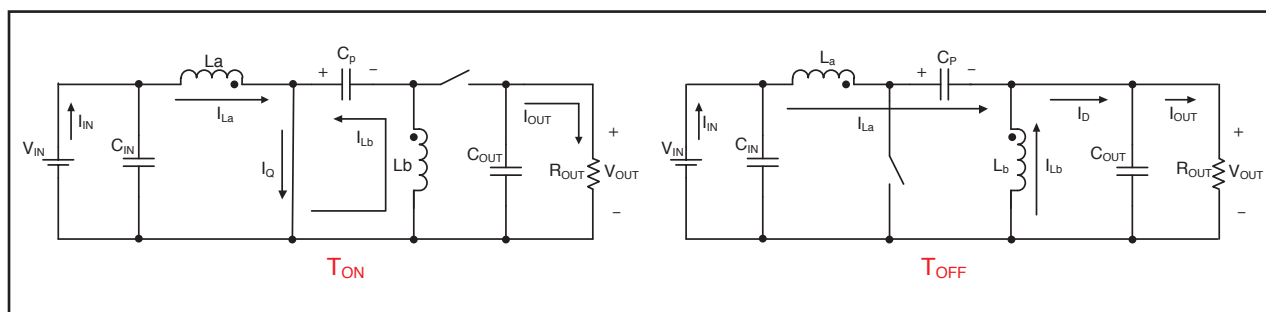 La
Cp
+ −
IIN
ILa
ILb
IOUT
VIN
CIN
IQ
Lb
COUT
ROUT
VOUT
+
−
TON
La
CP
+ −
IIN
ILa
ID
IOUT
VIN
CIN
Lb
ILb
COUT
ROUT
VOUT
+
−
TOFF